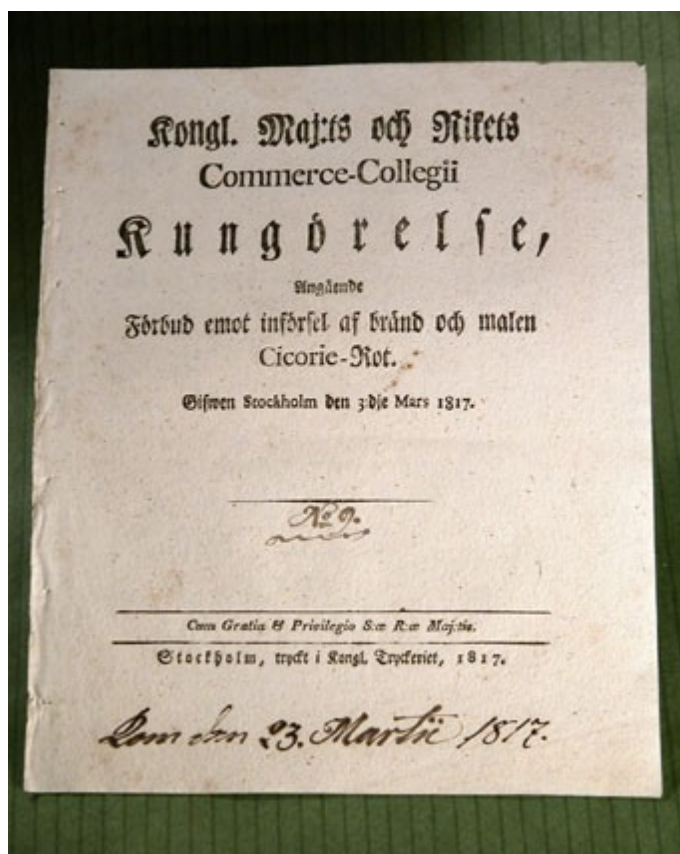 Kongl. Maj:ts och Rikets
Commerce-Collegii
Kungörelse,
Angående
Förbud emot införsel af bränd och malen
Cicorie-Rot.
Gifwen Stockholm den 3:dje Mars 1817.
No 9.
Cum Gratia & Privilegio S:æ R:æ Maj:tis.
Stockholm, tryckt i Kongl. Tryckeriet, 1817.
Kom den 23. Martii 1817.